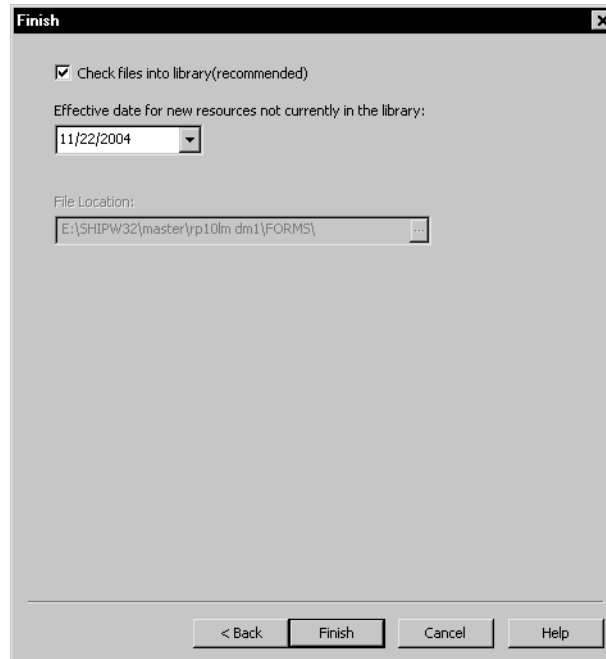 Finish
Check files into library(recommended)
Effective date for new resources not currently in the library:
11/22/2004
File Location:
E:\SHIPW32\master\rp10lm dm1\FORMS\
...
< Back Finish Cancel Help